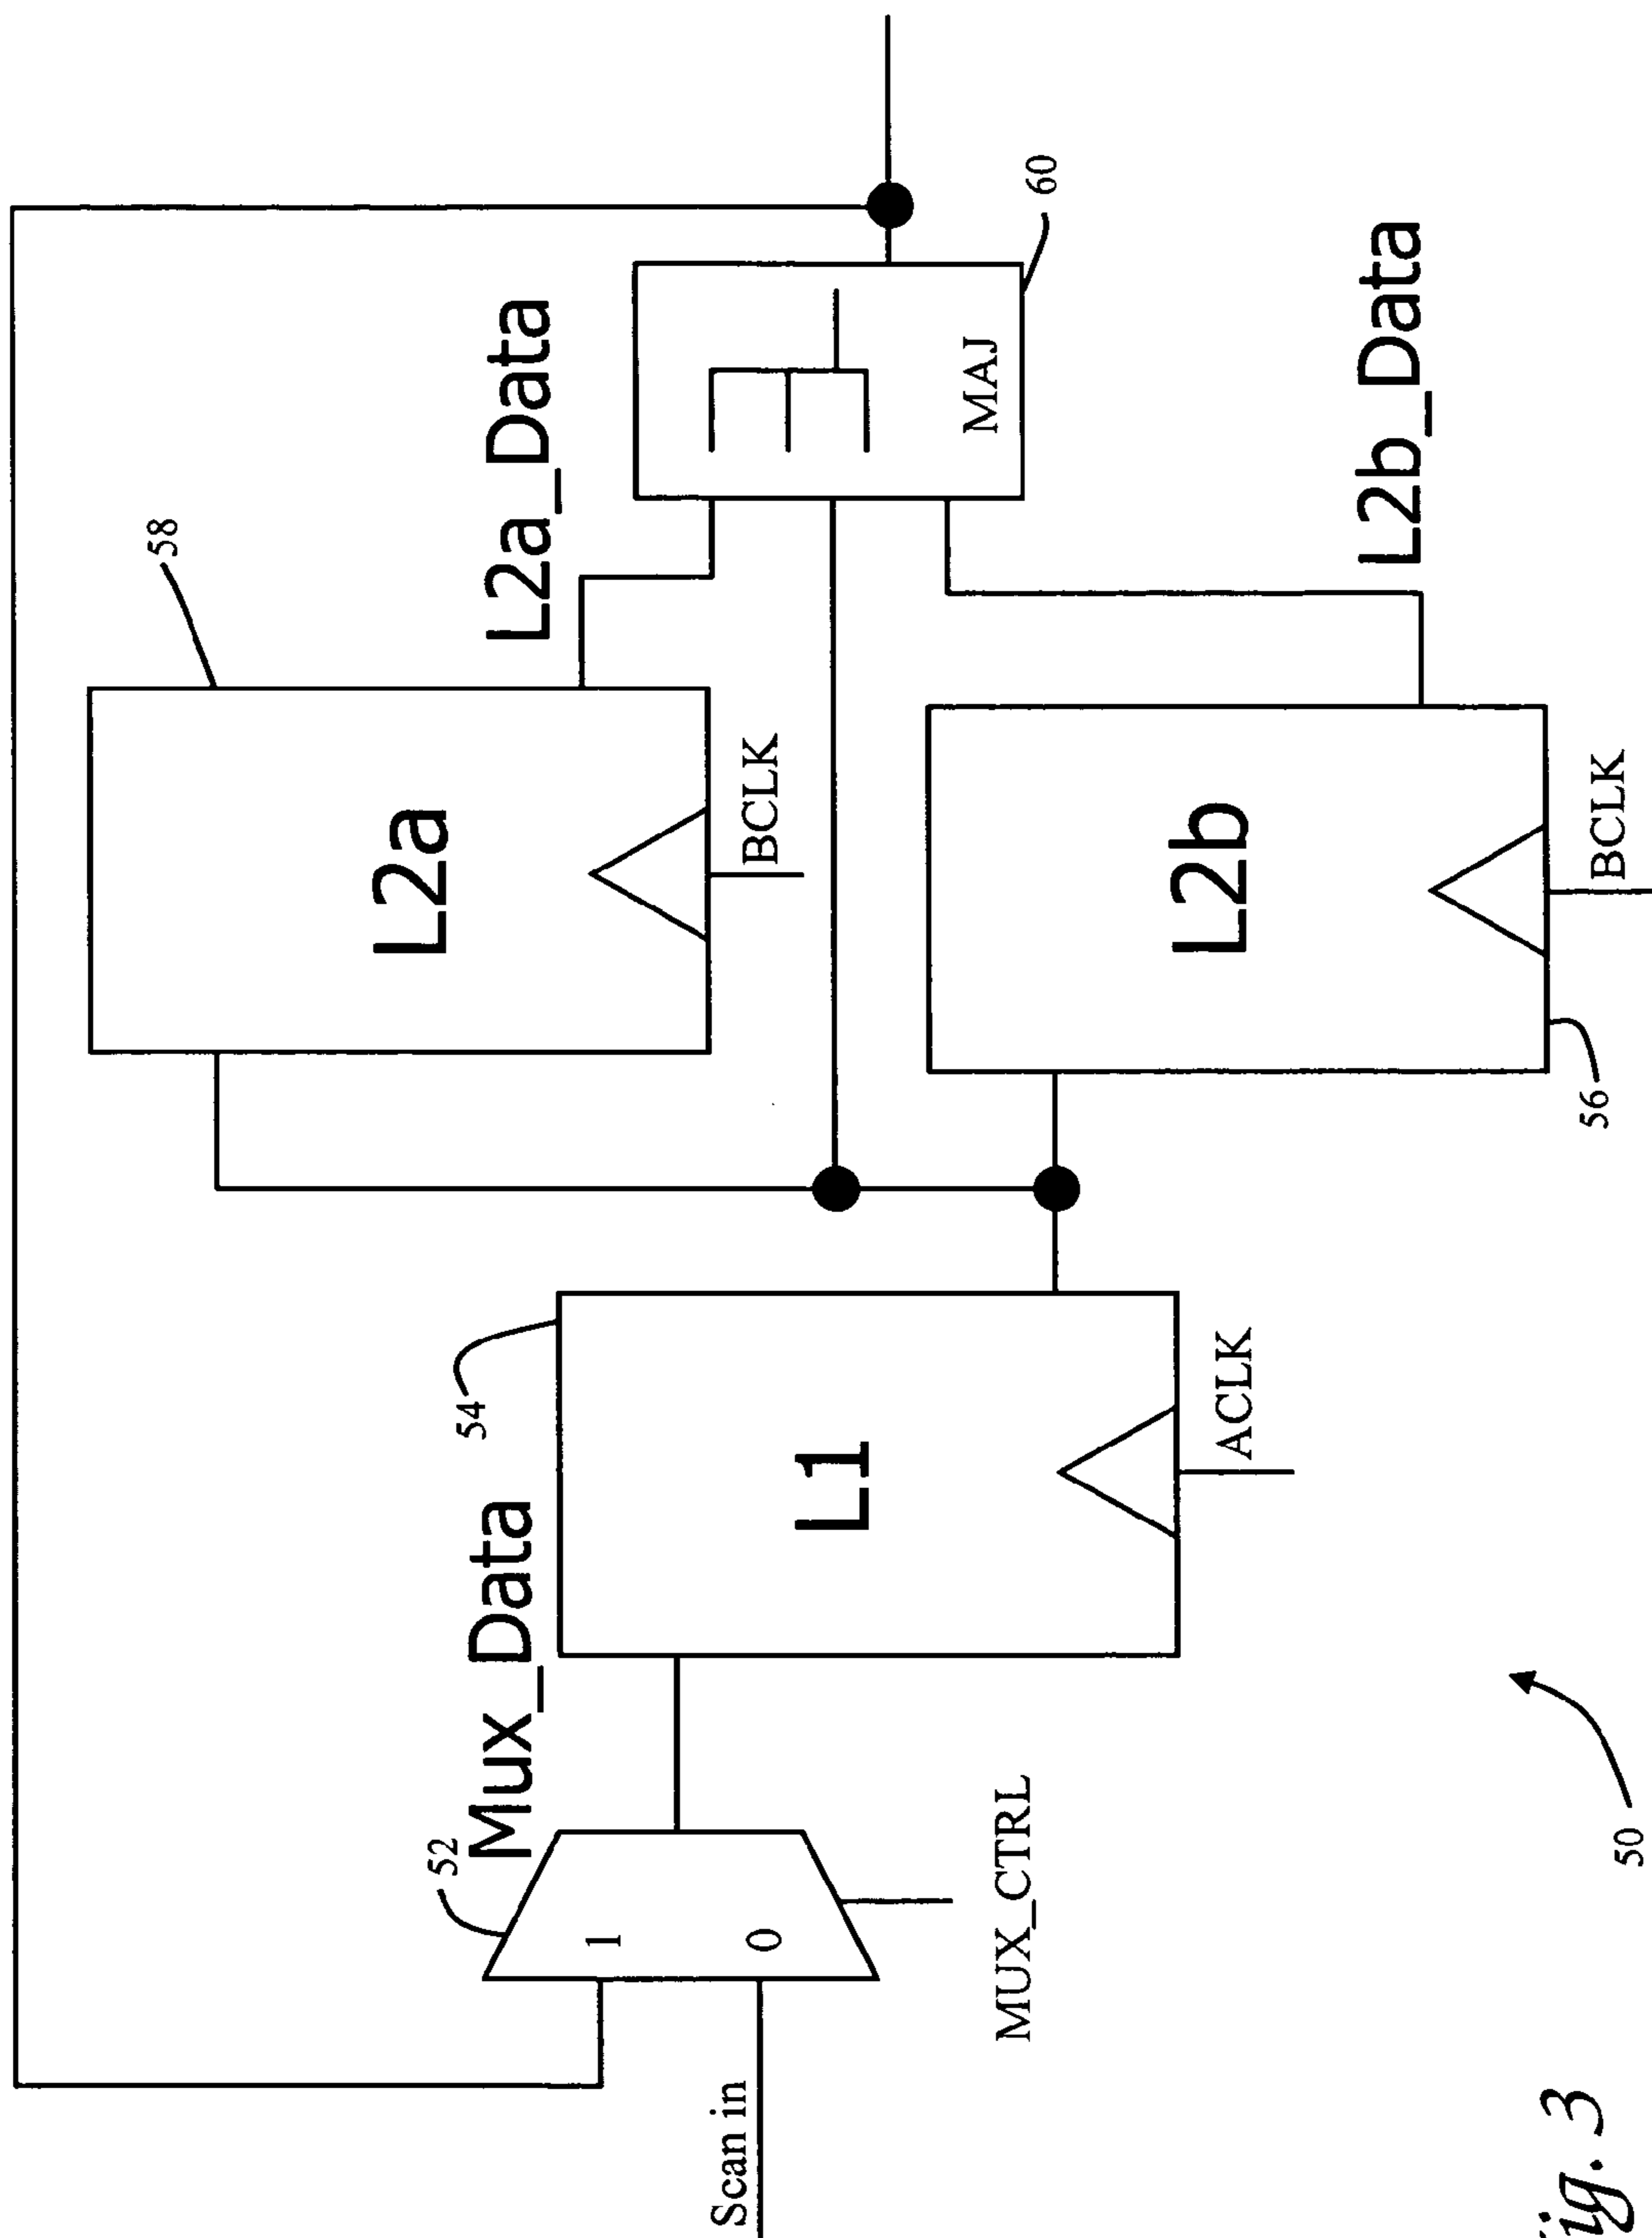 58
L2a
BCLK
L2a_Data
54
52
Mux_Data
1
0
Scan in
MUX_CTRL
L1
ACLK
MAJ
60
L2b
BCLK
56
L2b_Data
50
ig. 3